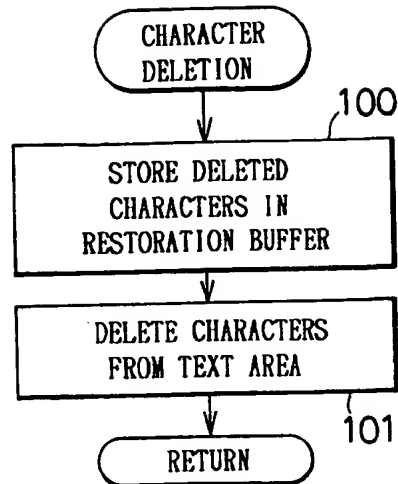 CHARACTER
DELETION
100
STORE DELETED
CHARACTERS IN
RESTORATION BUFFER
DELETE CHARACTERS
FROM TEXT AREA
101
RETURN